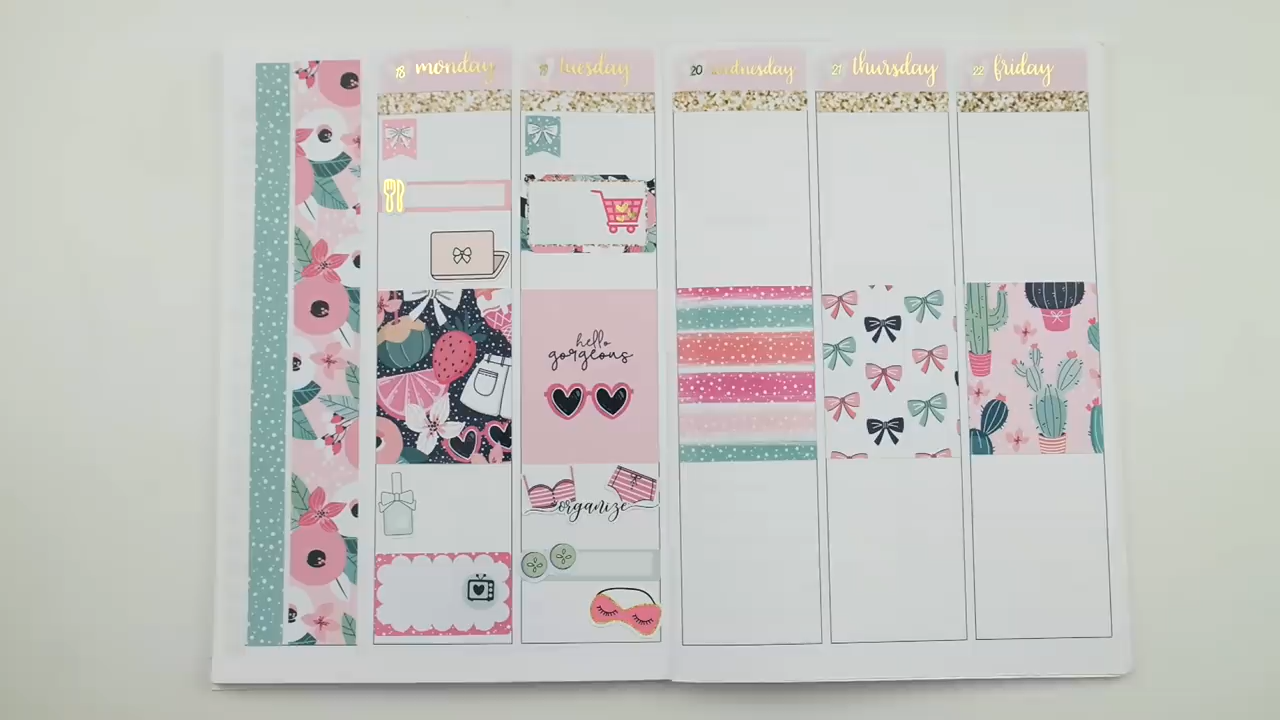 18 monday
19 tuesday
20 wednesday
21 thursday
22 friday
hello
gorgeous
organize